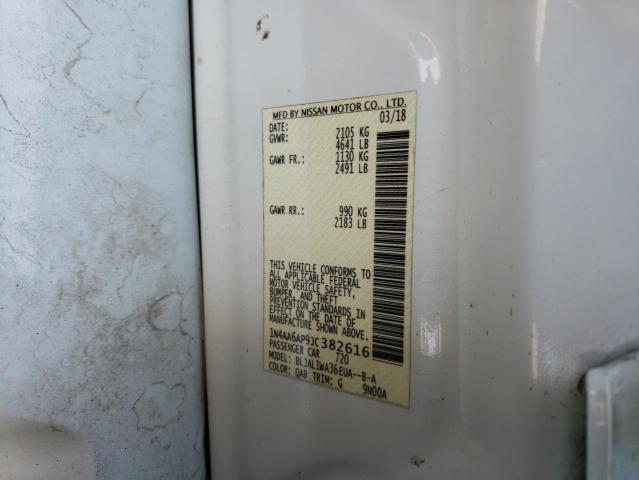 MFD BY NISSAN MOTOR CO., LTD.
DATE: 03/18
GVWR: 2105 KG
4641 LB
GAWR FR.: 1130 KG
2491 LB
GAWR RR.: 990 KG
2183 LB
THIS VEHICLE CONFORMS TO
ALL APPLICABLE FEDERAL
MOTOR VEHICLE SAFETY,
BUMPER, AND THEFT
PREVENTION STANDARDS IN
EFFECT ON THE DATE OF
MANUFACTURE SHOWN ABOVE.
1N4AA6AP9JC382616
PASSENGER CAR 720
MODEL: BLJALIWA36EUA--B-A
COLOR: QAB TRIM: G 9N00A